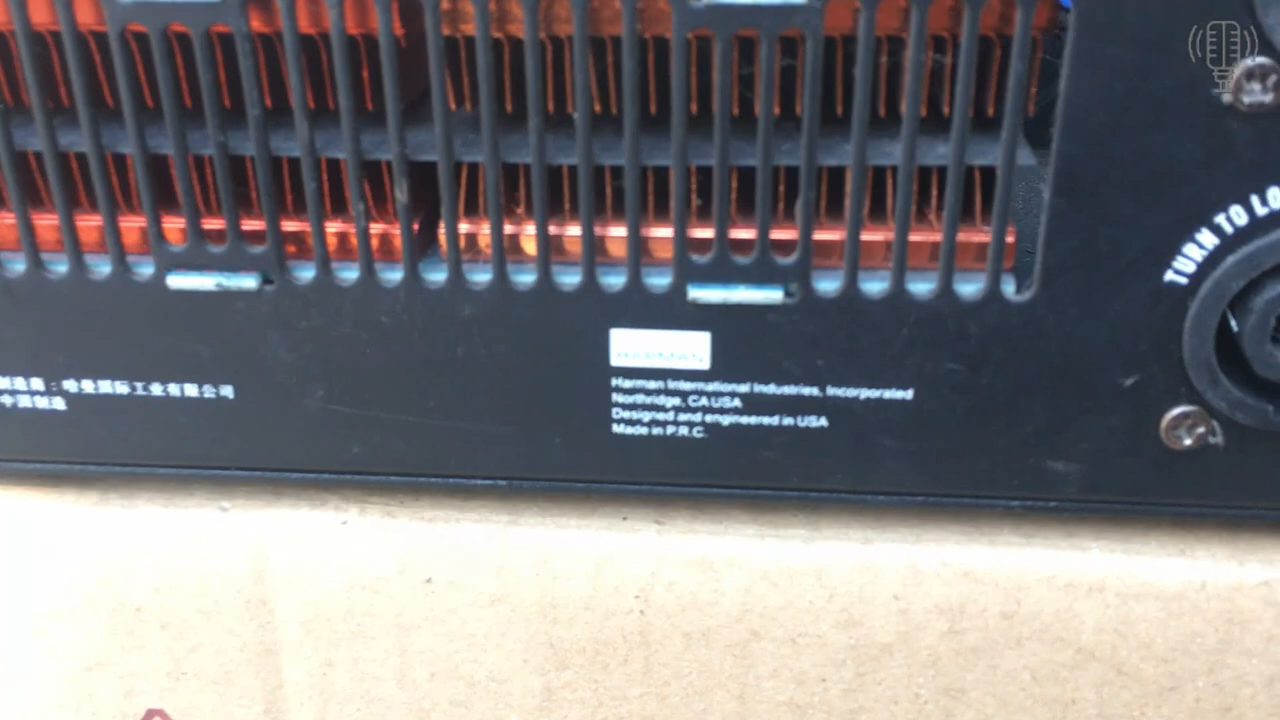 制造商：哈曼国际工业有限公司
中国制造
HARMAN
Harman International Industries, Incorporated
Northridge, CA USA
Designed and engineered in USA
Made in P.R.C.
TURN TO LO